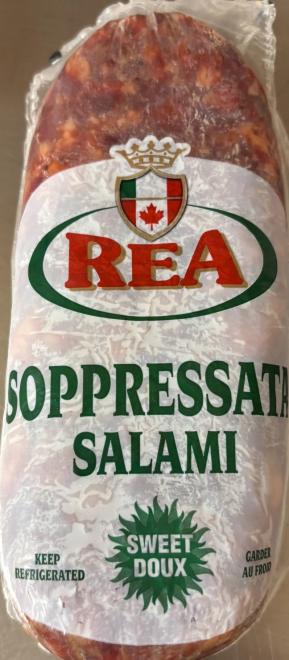 REA
SOPPRESSATA
SALAMI
SWEET
DOUX
KEEP
REFRIGERATED
GARDER
AU FROID